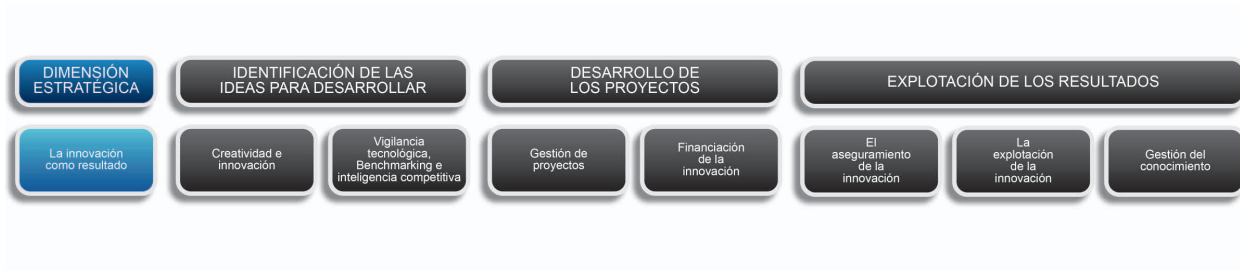 DIMENSIÓN
ESTRATÉGICA
IDENTIFICACIÓN DE LAS
IDEAS PARA DESARROLLAR
DESARROLLO DE
LOS PROYECTOS
EXPLOTACIÓN DE LOS RESULTADOS
La innovación
como resultado
Creatividad e
innovación
Vigilancia
tecnológica,
Benchmarking e
inteligencia competitiva
Gestión de
proyectos
Financiación
de la
innovación
El
aseguramiento
de la
innovación
La
explotación
de la
innovación
Gestión del
conocimiento